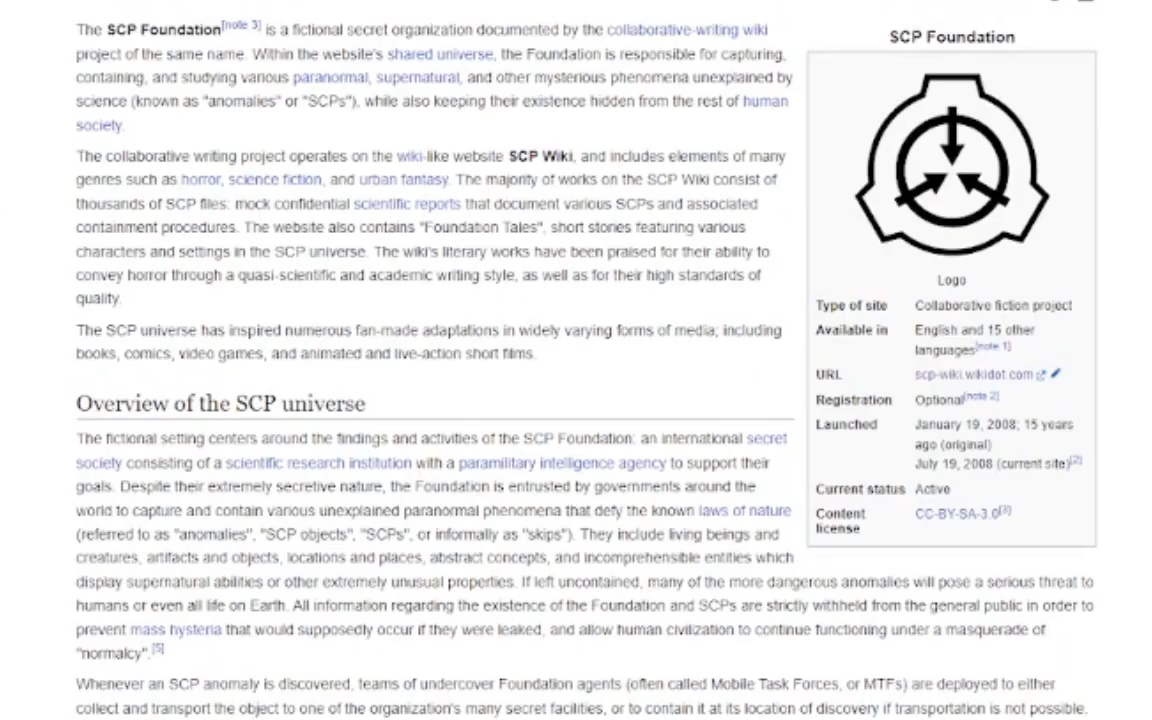 The SCP Foundation[note 3] is a fictional secret organization documented by the collaborative-writing wiki
project of the same name. Within the website's shared universe, the Foundation is responsible for capturing,
containing, and studying various paranormal, supernatural, and other mysterious phenomena unexplained by
science (known as "anomalies" or "SCPs"), while also keeping their existence hidden from the rest of human
society.
The collaborative writing project operates on the wiki-like website SCP Wiki, and includes elements of many
genres such as horror, science fiction, and urban fantasy. The majority of works on the SCP Wiki consist of
thousands of SCP files: mock confidential scientific reports that document various SCPs and associated
containment procedures. The website also contains "Foundation Tales", short stories featuring various
characters and settings in the SCP universe. The wiki's literary works have been praised for their ability to
convey horror through a quasi-scientific and academic writing style, as well as for their high standards of
quality.
The SCP universe has inspired numerous fan-made adaptations in widely varying forms of media; including
books, comics, video games, and animated and live-action short films.
SCP Foundation
Logo
Type of site Collaborative fiction project
Available in English and 15 other
languages[note 1]
URL scp-wiki.wikidot.com
Registration Optional[note 2]
Launched January 19, 2008; 15 years
ago (original)
July 19, 2008 (current site)[2]
Current status Active
Content CC-BY-SA-3.0[3]
license
Overview of the SCP universe
The fictional setting centers around the findings and activities of the SCP Foundation: an international secret
society consisting of a scientific research institution with a paramilitary intelligence agency to support their
goals. Despite their extremely secretive nature, the Foundation is entrusted by governments around the
world to capture and contain various unexplained paranormal phenomena that defy the known laws of nature
(referred to as "anomalies", "SCP objects", "SCPs", or informally as "skips"). They include living beings and
creatures, artifacts and objects, locations and places, abstract concepts, and incomprehensible entities which
display supernatural abilities or other extremely unusual properties. If left uncontained, many of the more dangerous anomalies will pose a serious threat to
humans or even all life on Earth. All information regarding the existence of the Foundation and SCPs are strictly withheld from the general public in order to
prevent mass hysteria that would supposedly occur if they were leaked, and allow human civilization to continue functioning under a masquerade of
"normalcy".[5]
Whenever an SCP anomaly is discovered, teams of undercover Foundation agents (often called Mobile Task Forces, or MTFs) are deployed to either
collect and transport the object to one of the organization's many secret facilities, or to contain it at its location of discovery if transportation is not possible.